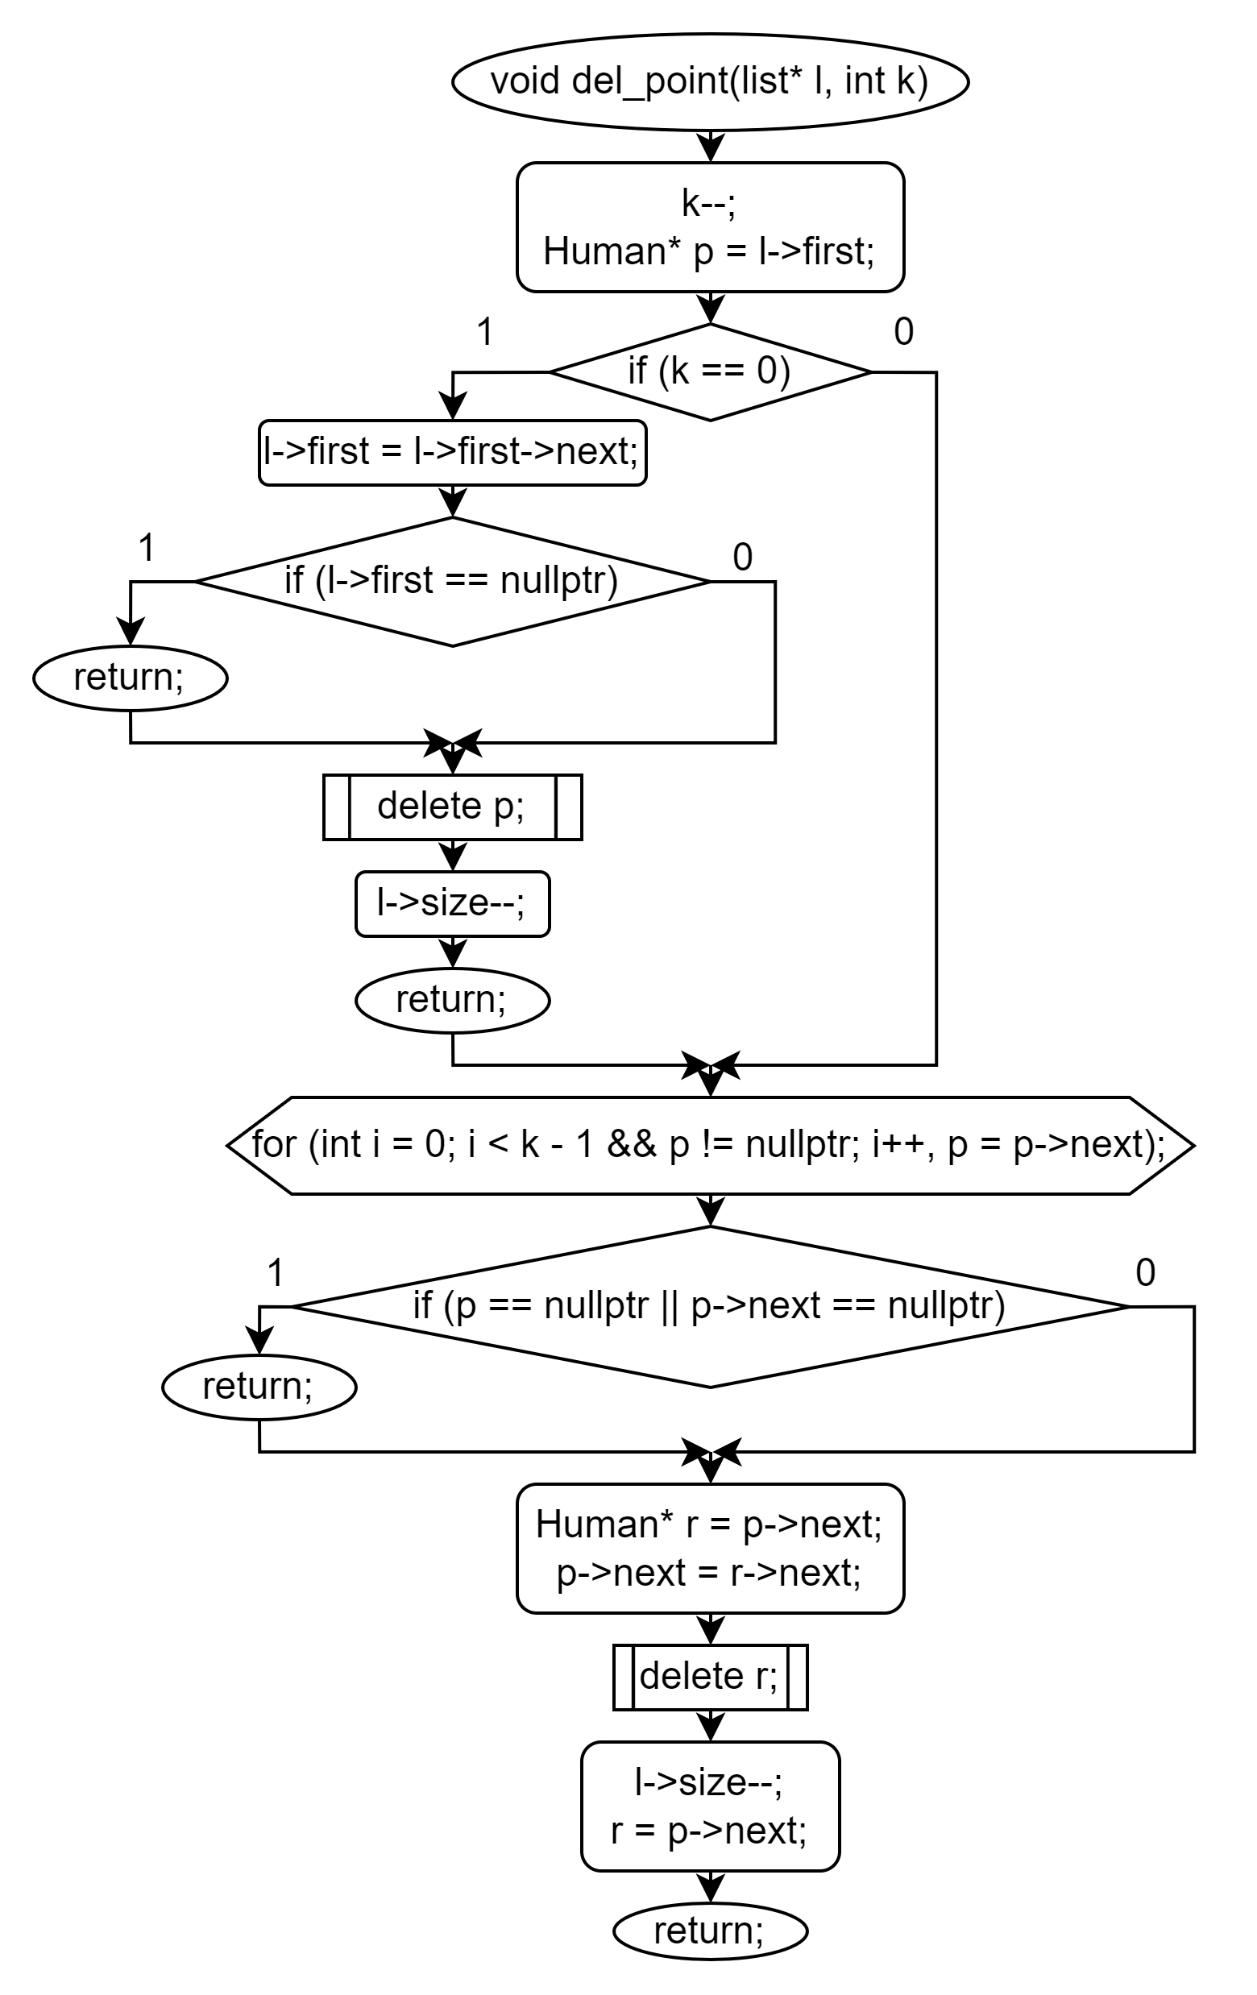 void del_point(list* l, int k)
k--;
Human* p = l->first;
1
0
if (k == 0)
l->first = l->first->next;
1
0
if (l->first == nullptr)
return;
delete p;
l->size--;
return;
for (int i = 0; i < k - 1 && p != nullptr; i++, p = p->next);
1
0
if (p == nullptr || p->next == nullptr)
return;
Human* r = p->next;
p->next = r->next;
delete r;
l->size--;
r = p->next;
return;